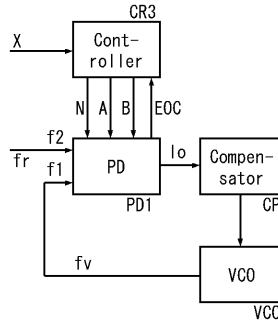 CR3
X
Cont-
roller
N
A
B
EOC
f2
fr
f1
PD
PD1
Io
Compen-
sator
CP
fv
VCO
VCO